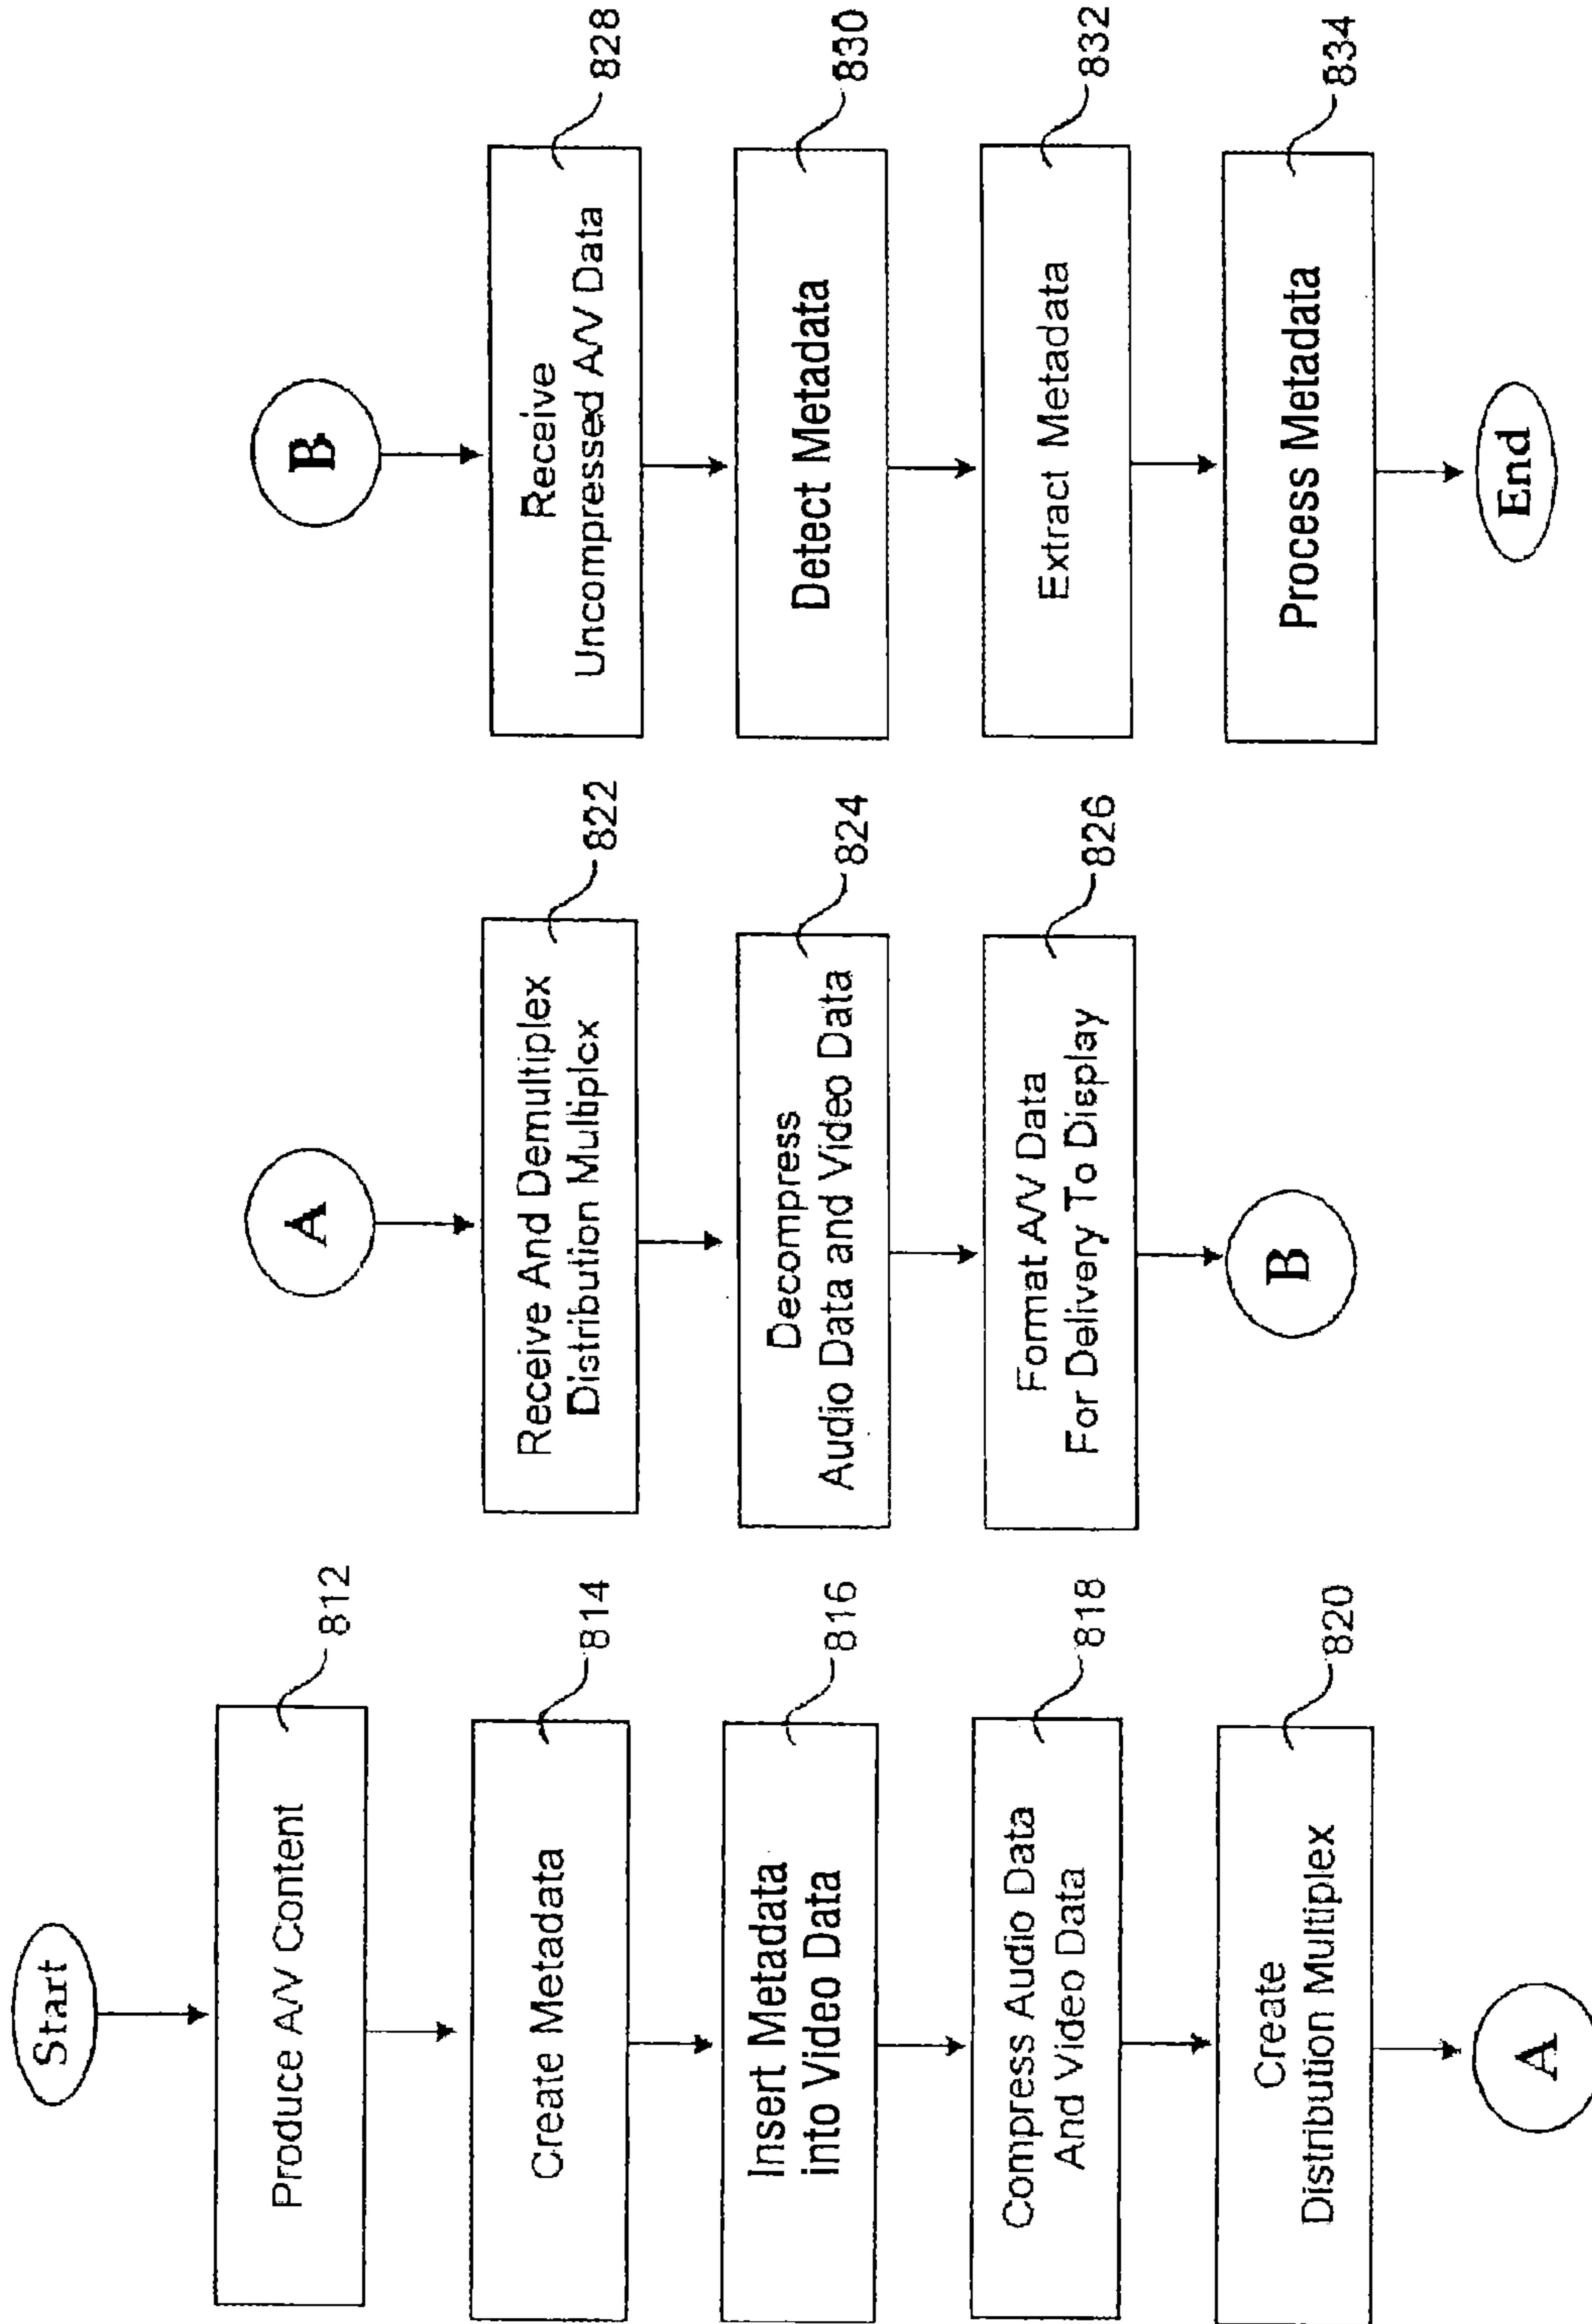 Start
Produce A/V Content
812
Create Metadata
814
Insert Metadata
into Video Data
816
Compress Audio Data
And Video Data
818
Create
Distribution Multiplex
820
A
A
Receive And Demultiplex
Distribution Multiplex
822
Decompress
Audio Data and Video Data
824
Format A/V Data
For Delivery To Display
826
B
B
Receive
Uncompressed A/V Data
828
Detect Metadata
830
Extract Metadata
832
Process Metadata
834
End